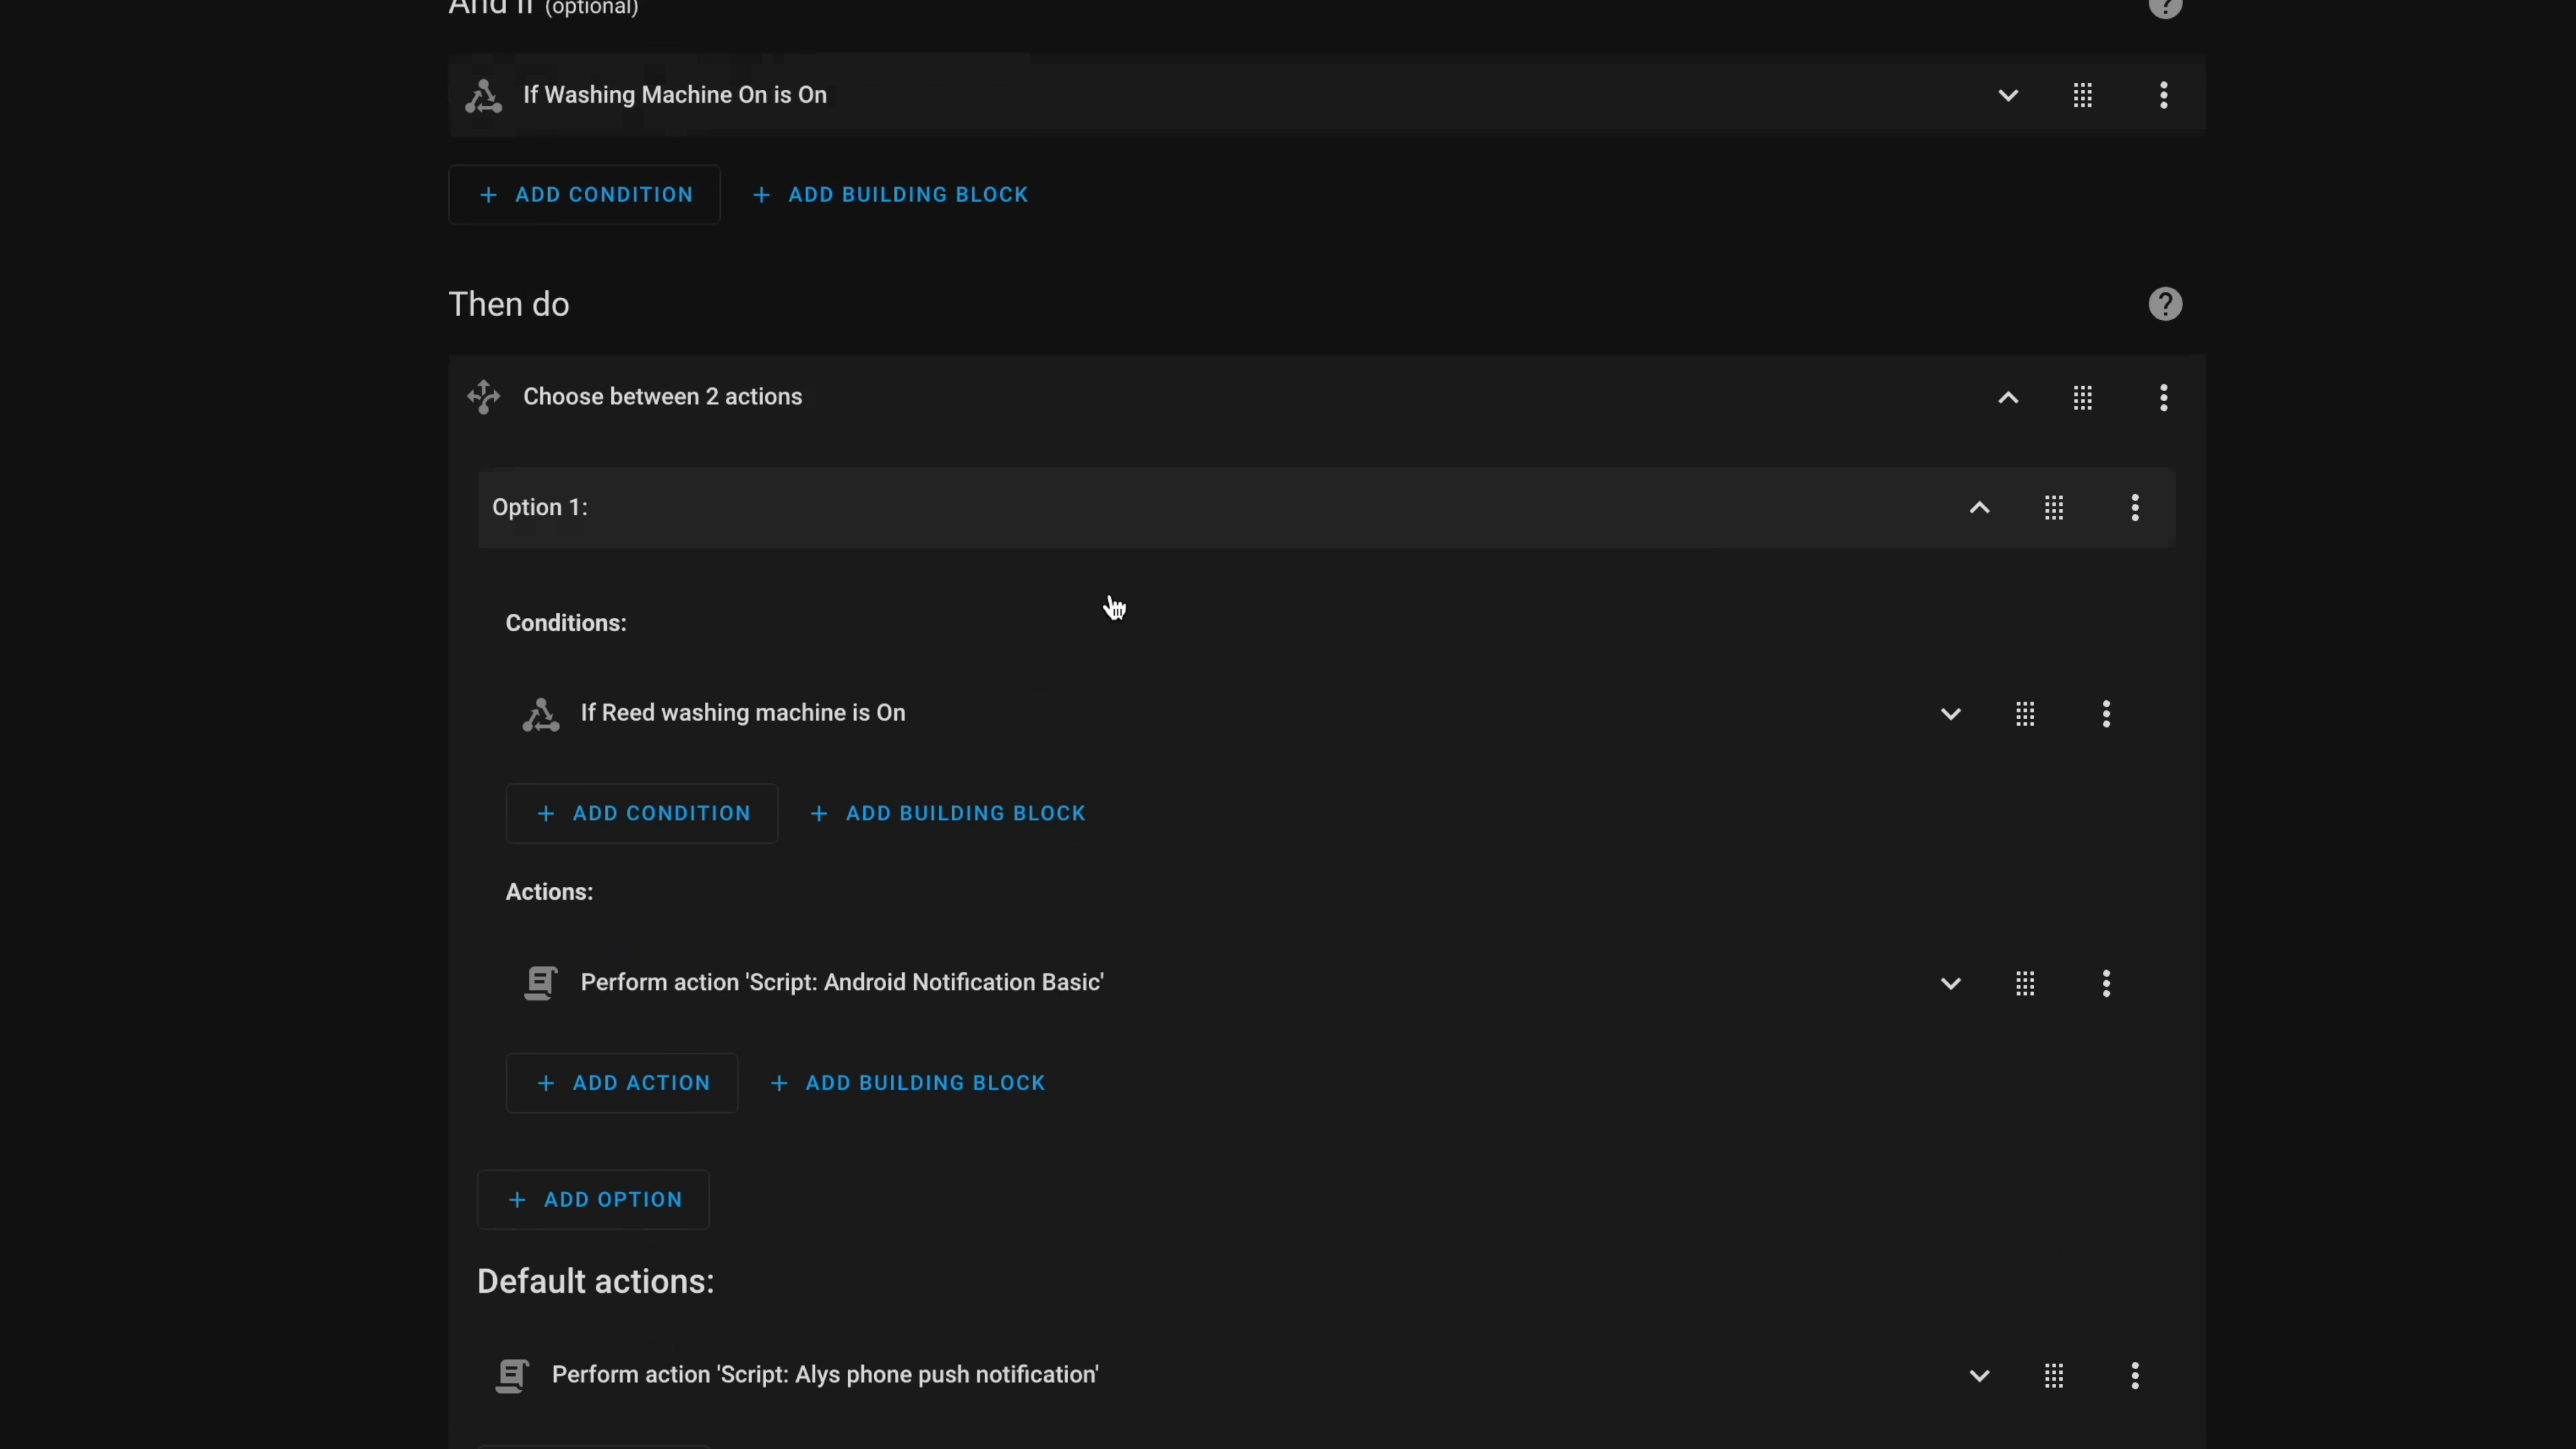 And if (optional)
If Washing Machine On is On
+ ADD CONDITION + ADD BUILDING BLOCK
Then do
Choose between 2 actions
Option 1:
Conditions:
If Reed washing machine is On
+ ADD CONDITION + ADD BUILDING BLOCK
Actions:
Perform action 'Script: Android Notification Basic'
+ ADD ACTION + ADD BUILDING BLOCK
+ ADD OPTION
Default actions:
Perform action 'Script: Alys phone push notification'